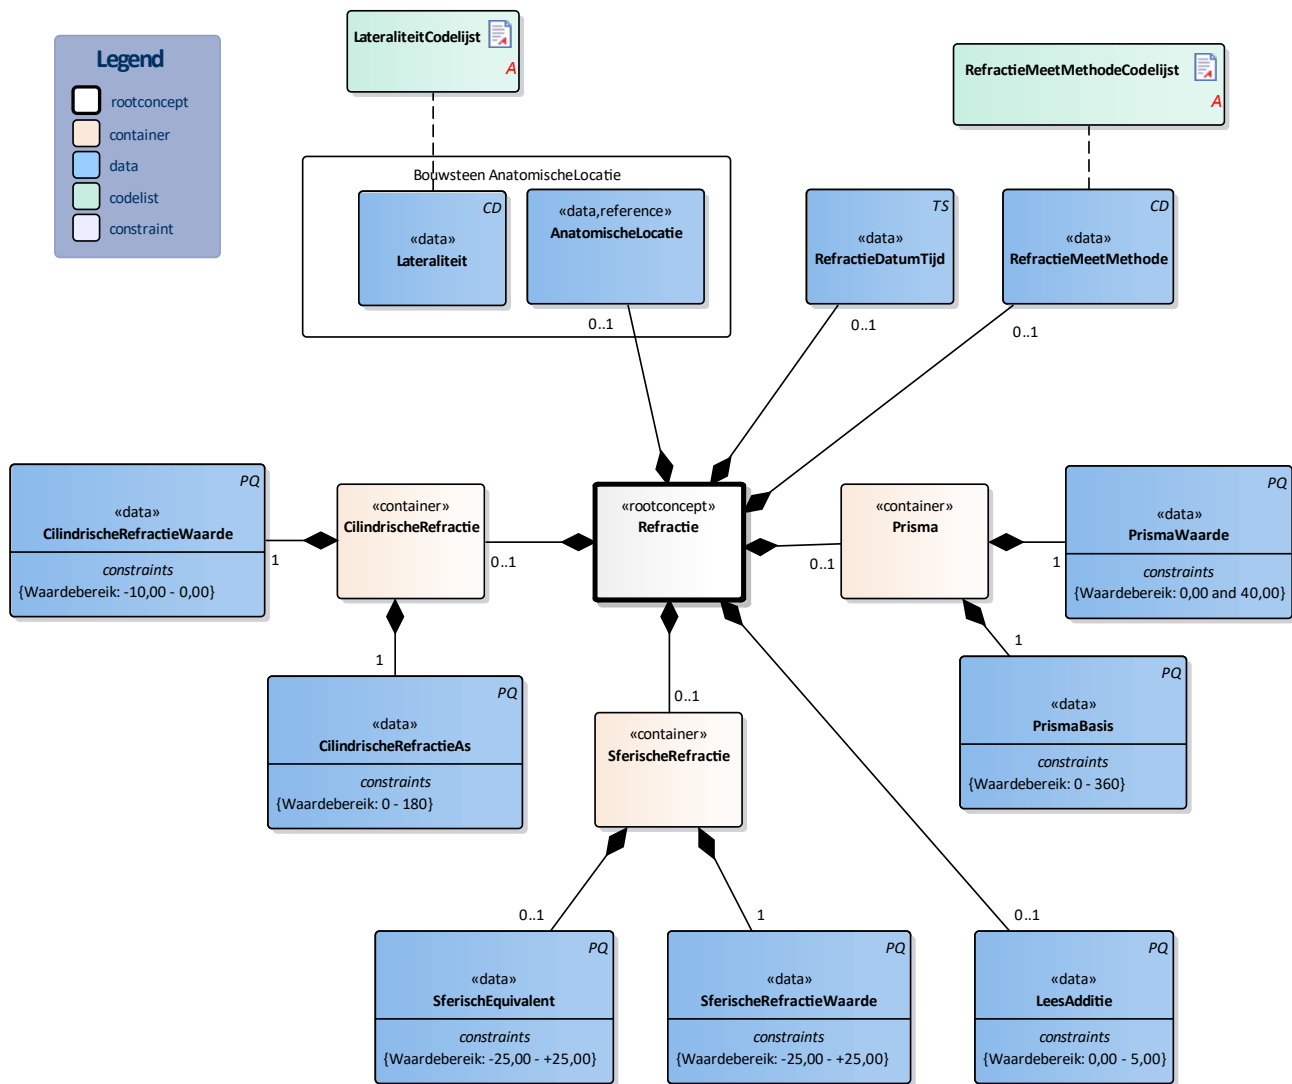 Legend
rootconcept
container
data
codelist
constraint
LateraliteitCodelijst
A
RefractieMeetMethodeCodelijst
A
Bouwsteen AnatomischeLocatie
CD
«data»
Lateraliteit
«data,reference»
AnatomischeLocatie
0..1
TS
«data»
RefractieDatumTijd
0..1
CD
«data»
RefractieMeetMethode
0..1
PQ
«data»
CilindrischeRefractieWaarde
constraints
{Waardebereik: -10,00 - 0,00}
1
«container»
CilindrischeRefractie
0..1
«rootconcept»
Refractie
0..1
«container»
Prisma
1
PQ
«data»
PrismaWaarde
constraints
{Waardebereik: 0,00 and 40,00}
1
PQ
«data»
CilindrischeRefractieAs
constraints
{Waardebereik: 0 - 180}
0..1
«container»
SferischeRefractie
1
PQ
«data»
PrismaBasis
constraints
{Waardebereik: 0 - 360}
0..1
PQ
«data»
SferischEquivalent
constraints
{Waardebereik: -25,00 - +25,00}
1
PQ
«data»
SferischeRefractieWaarde
constraints
{Waardebereik: -25,00 - +25,00}
0..1
PQ
«data»
LeesAdditie
constraints
{Waardebereik: 0,00 - 5,00}